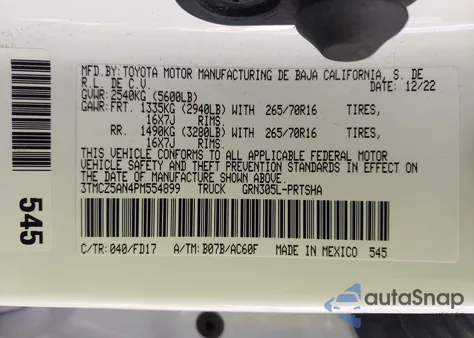 MFD.BY:TOYOTA MOTOR MANUFACTURING DE BAJA CALIFORNIA, S. DE
R.L. DE C.V. DATE: 12/22
GVWR: 2540KG (5600LB)
GAWR: FRT. 1335KG (2940LB) WITH 265/70R16 TIRES,
16X7J RIMS.
RR. 1490KG (3280LB) WITH 265/70R16 TIRES,
16X7J RIMS.
THIS VEHICLE CONFORMS TO ALL APPLICABLE FEDERAL MOTOR
VEHICLE SAFETY AND THEFT PREVENTION STANDARDS IN EFFECT ON
THE DATE OF MANUFACTURE SHOWN ABOVE.
3TMCZ5AN4PM554899 TRUCK GRN305L-PRTSHA
C/TR: 040/FD17 A/TM: B07B/AC60F MADE IN MEXICO 545
545
autoSnap